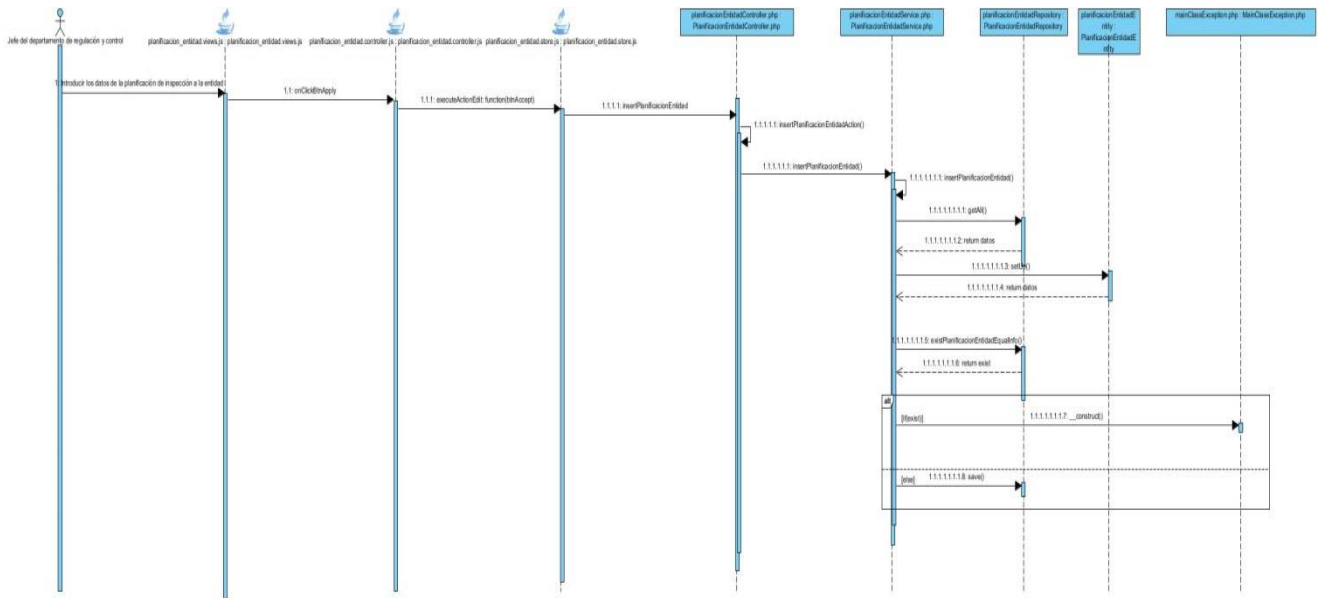 Jefe del departamento de regulación y control
planificacion_entidad.views.js : planificacion_entidad.views.js
planificacion_entidad.controller.js : planificacion_entidad.controller.js
planificacion_entidad.store.js : planificacion_entidad.store.js
planificacionEntidadController.php :
PlanificacionEntidadController.php
planificacionEntidadService.php :
PlanificacionEntidadService.php
planificacionEntidadRepository :
PlanificacionEntidadRepository
planificacionEntidadE
ntity :
PlanificacionEntidadE
ntity
mainClassException.php : MainClassException.php
1: Introducir los datos de la planificación de inspección a la entidad
1.1: onClickBtnApply
1.1.1: executeActionEdit: function(btnAccept)
1.1.1.1: insertPlanificacionEntidad
1.1.1.1.1: insertPlanificacionEntidadAction()
1.1.1.1.1.1: insertPlanificacionEntidad()
1.1.1.1.1.1.1: insertPlanificacionEntidad()
1.1.1.1.1.1.1.1: getAll()
1.1.1.1.1.1.1.2: return datos
1.1.1.1.1.1.1.3:
1.1.1.1.1.1.1.4: return datos
1.1.1.1.1.1.1.5: existPlanificacionEntidadEqualInfo()
1.1.1.1.1.1.1.6: return exist
alt
[if(exist)]
1.1.1.1.1.1.1.7: __construct()
[else]
1.1.1.1.1.1.1.8: save()